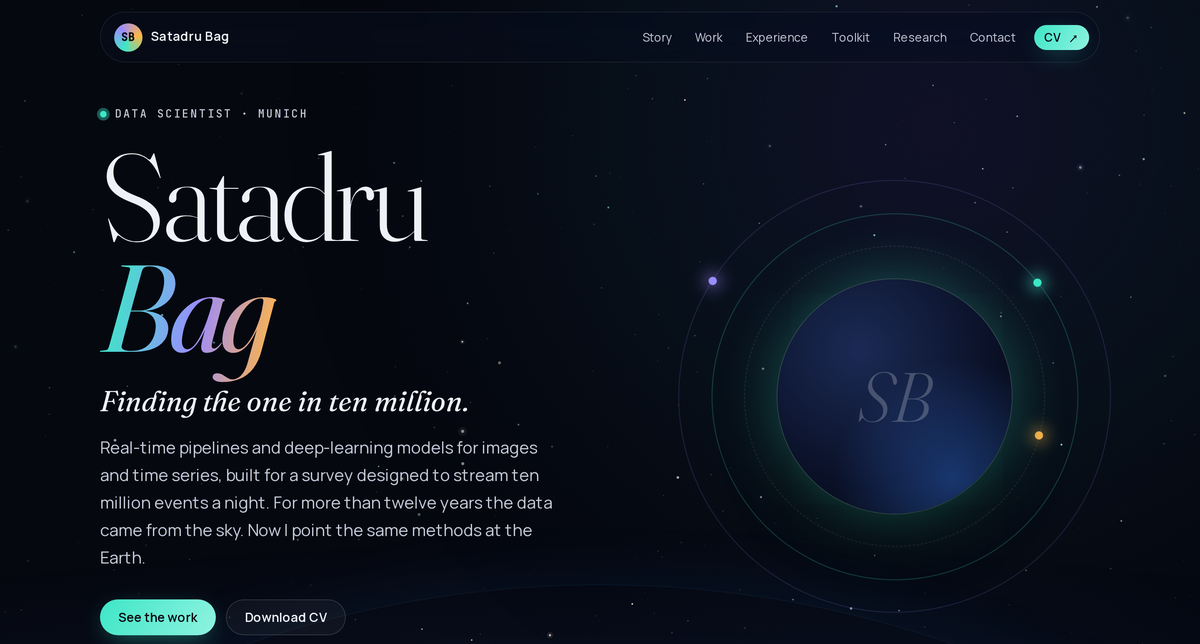 SB Satadru Bag Story Work Experience Toolkit Research Contact CV ↗
DATA SCIENTIST · MUNICH
Satadru
Bag
Finding the one in ten million.
Real-time pipelines and deep-learning models for images
and time series, built for a survey designed to stream ten
million events a night. For more than twelve years the data
came from the sky. Now I point the same methods at the
Earth.
See the work Download CV
SB